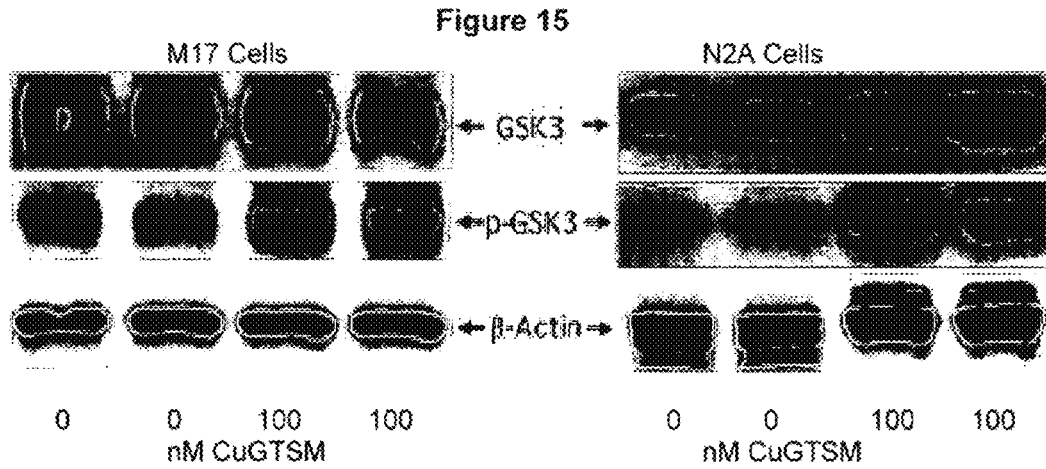 Figure 15
M17 Cells N2A Cells
GSK3
p-GSK3
β-Actin
0 0 100 100 0 0 100 100
nM CuGTSM nM CuGTSM